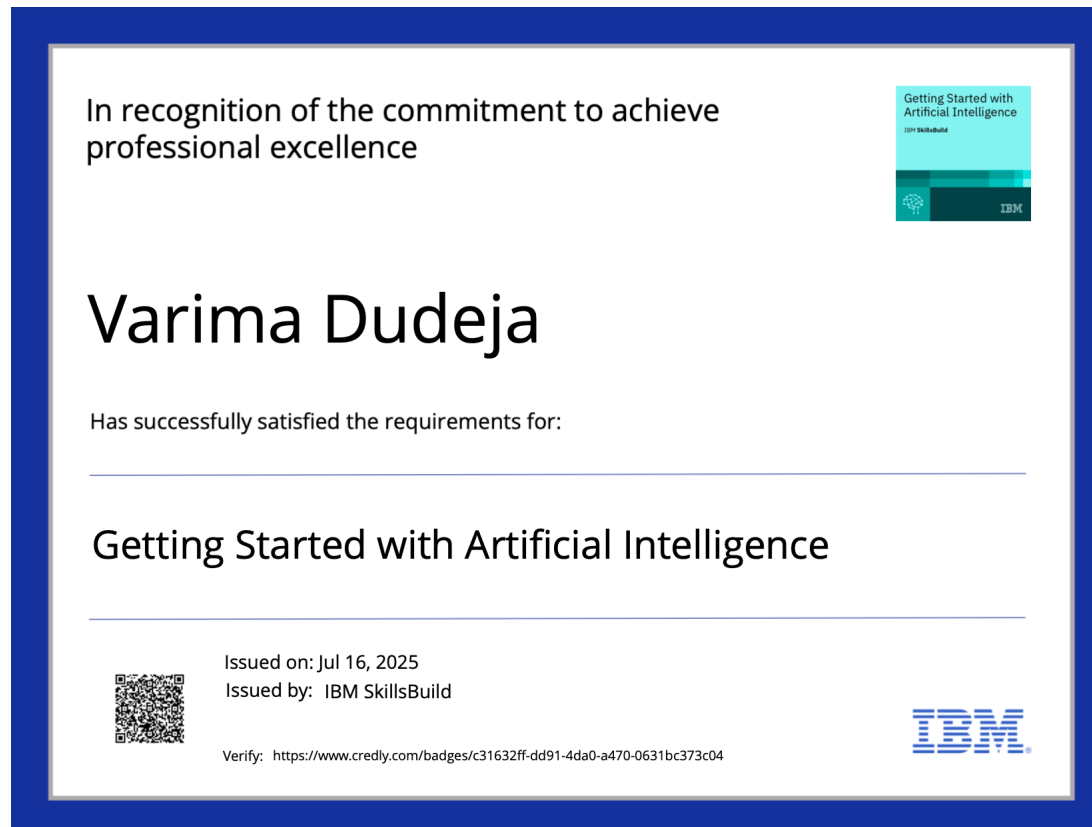 In recognition of the commitment to achieve
professional excellence
Getting Started with
Artificial Intelligence
IBM SkillsBuild
IBM
Varima Dudeja
Has successfully satisfied the requirements for:
Getting Started with Artificial Intelligence
Issued on: Jul 16, 2025
Issued by: IBM SkillsBuild
Verify: https://www.credly.com/badges/c31632ff-dd91-4da0-a470-0631bc373c04
IBM®